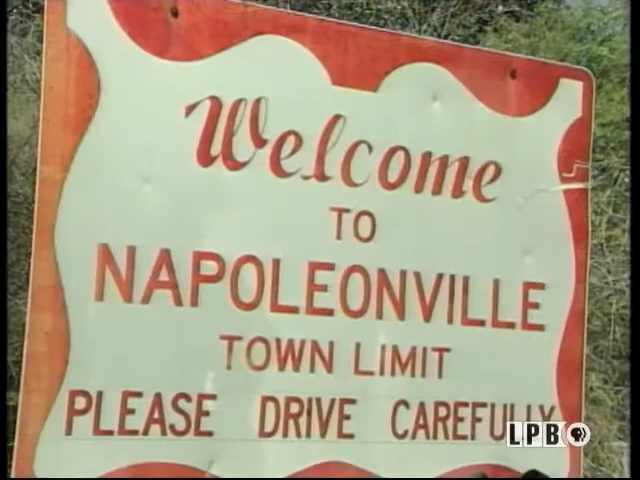 Welcome
TO
NAPOLEONVILLE
TOWN LIMIT
PLEASE DRIVE CAREFULLY
LPB